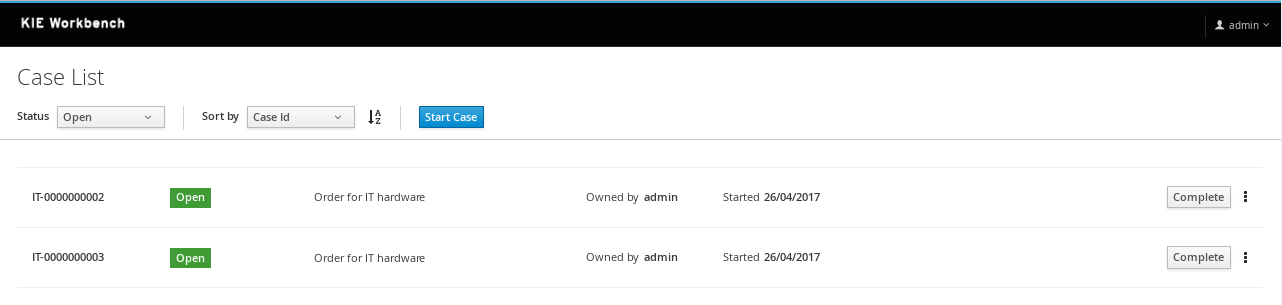 KIE Workbench admin
Case List
Status Open Sort by Case Id Start Case
IT-0000000002 Open Order for IT hardware Owned by admin Started 26/04/2017 Complete
IT-0000000003 Open Order for IT hardware Owned by admin Started 26/04/2017 Complete